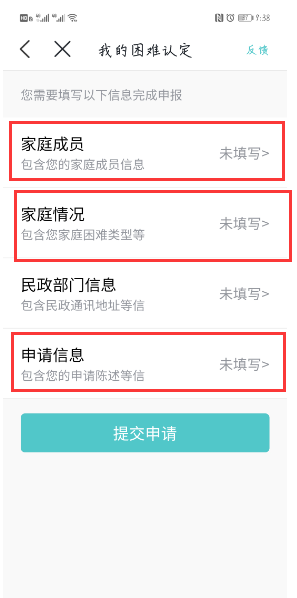 9:38
我的困难认定
反馈
您需要填写以下信息完成申报
家庭成员
包含您的家庭成员信息
未填写>
家庭情况
包含您家庭困难类型等
未填写>
民政部门信息
包含民政通讯地址等信
未填写>
申请信息
包含您的申请陈述等信
未填写>
提交申请